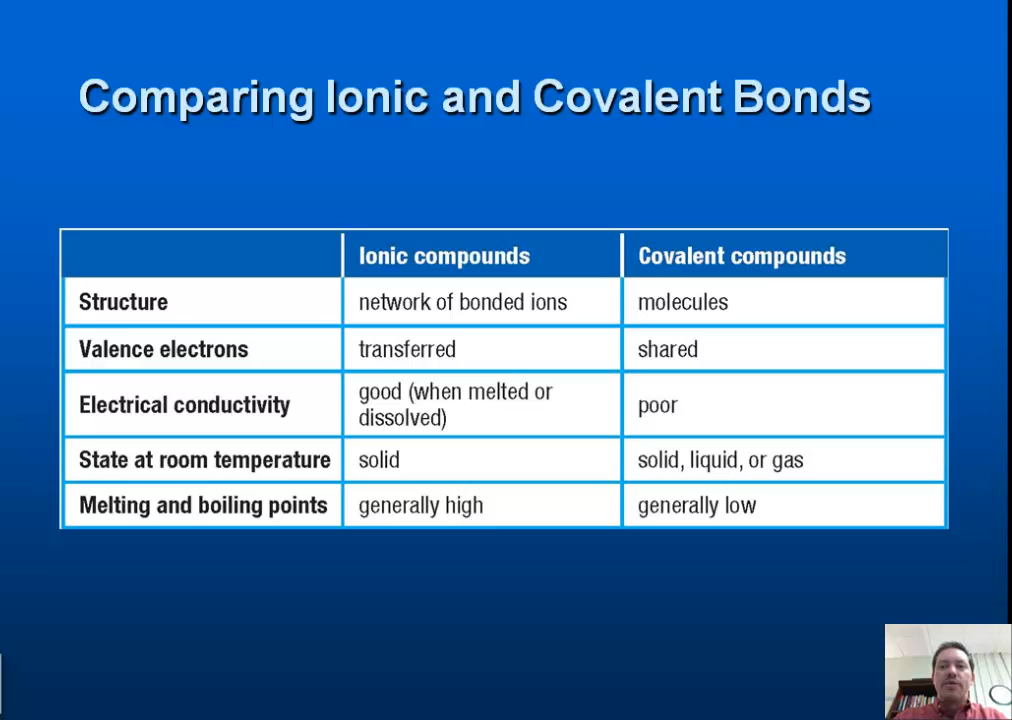 Comparing Ionic and Covalent Bonds
Ionic compounds Covalent compounds
Structure network of bonded ions molecules
Valence electrons transferred shared
Electrical conductivity good (when melted or dissolved) poor
State at room temperature solid solid, liquid, or gas
Melting and boiling points generally high generally low